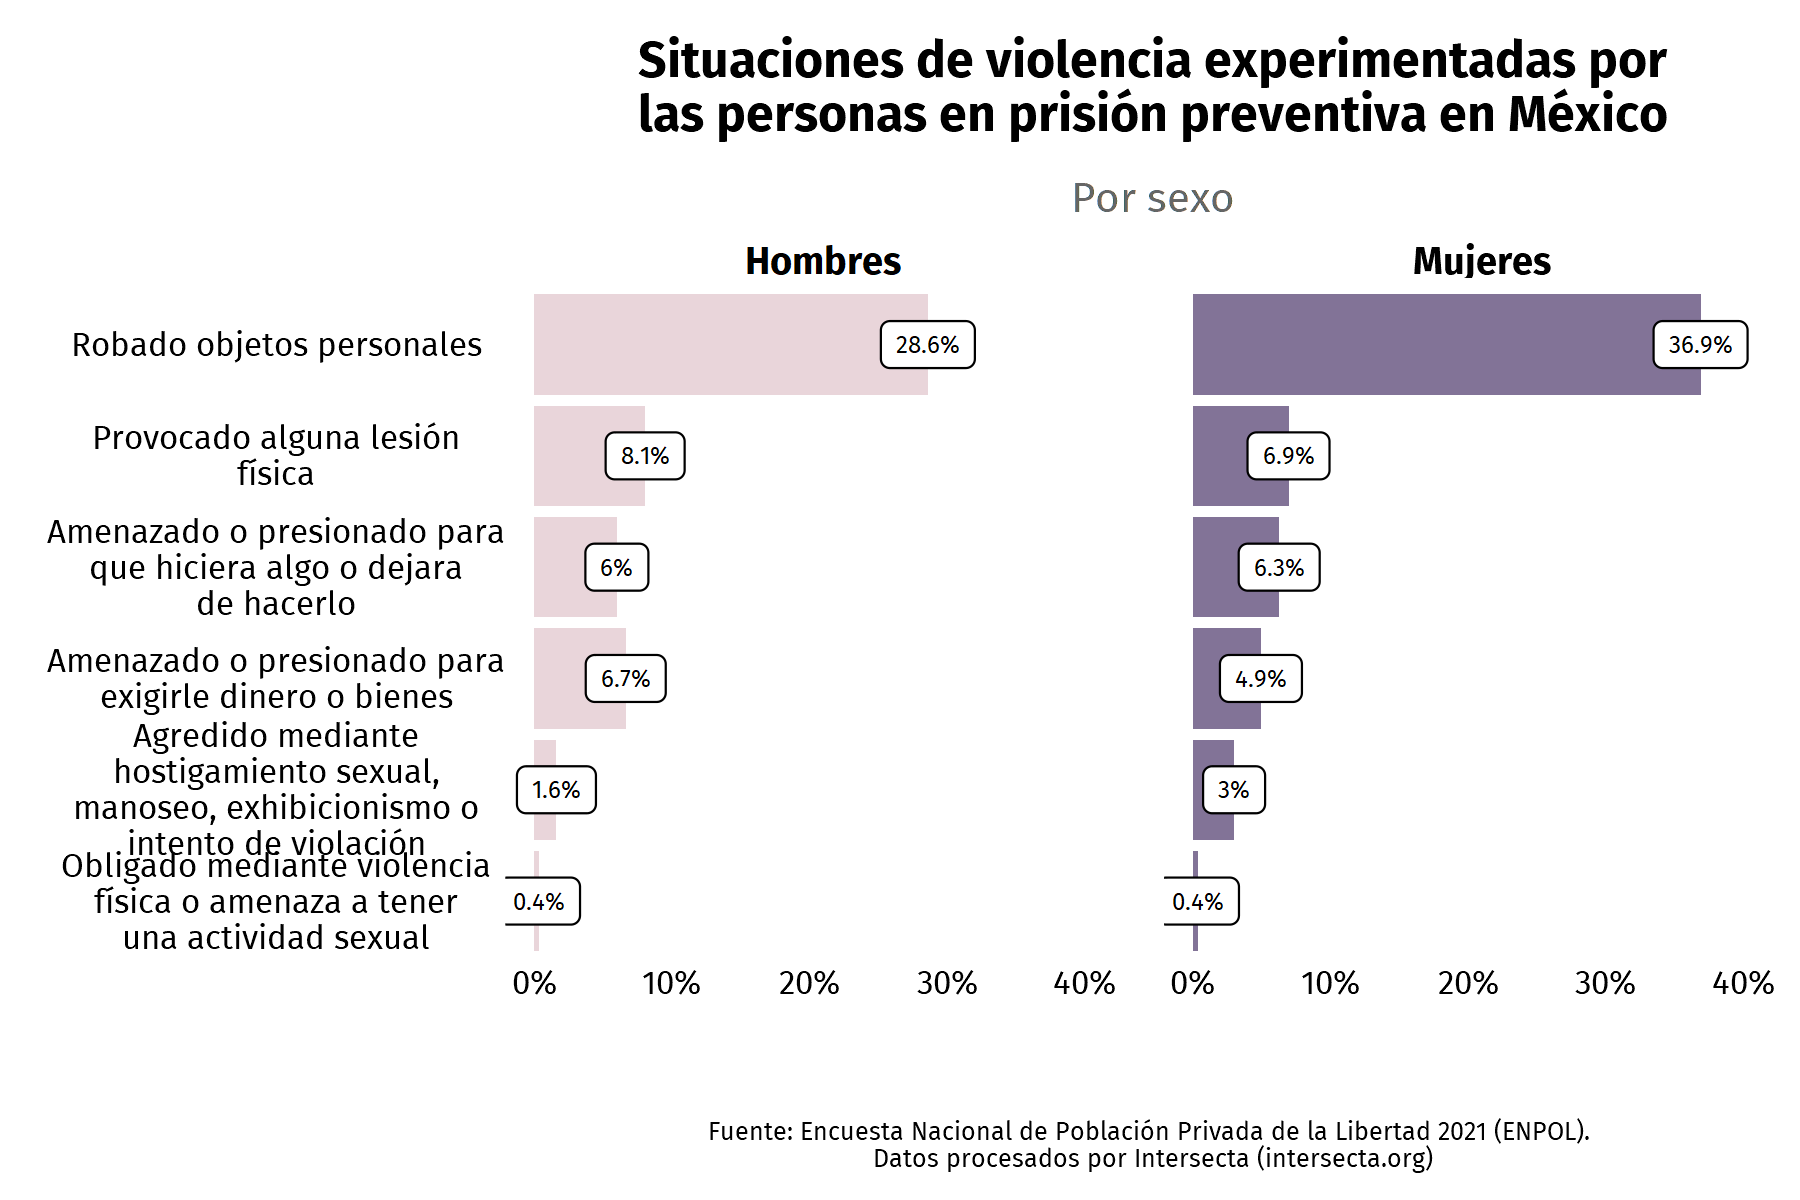 Situaciones de violencia experimentadas por
las personas en prisión preventiva en México
Por sexo
Hombres
Mujeres
Robado objetos personales
28.6%
36.9%
Provocado alguna lesión
física
8.1%
6.9%
Amenazado o presionado para
que hiciera algo o dejara
de hacerlo
6%
6.3%
Amenazado o presionado para
exigirle dinero o bienes
6.7%
4.9%
Agredido mediante
hostigamiento sexual,
manoseo, exhibicionismo o
intento de violación
1.6%
3%
Obligado mediante violencia
física o amenaza a tener
una actividad sexual
0.4%
0.4%
0% 10% 20% 30% 40% 0% 10% 20% 30% 40%
Fuente: Encuesta Nacional de Población Privada de la Libertad 2021 (ENPOL).
Datos procesados por Intersecta (intersecta.org)